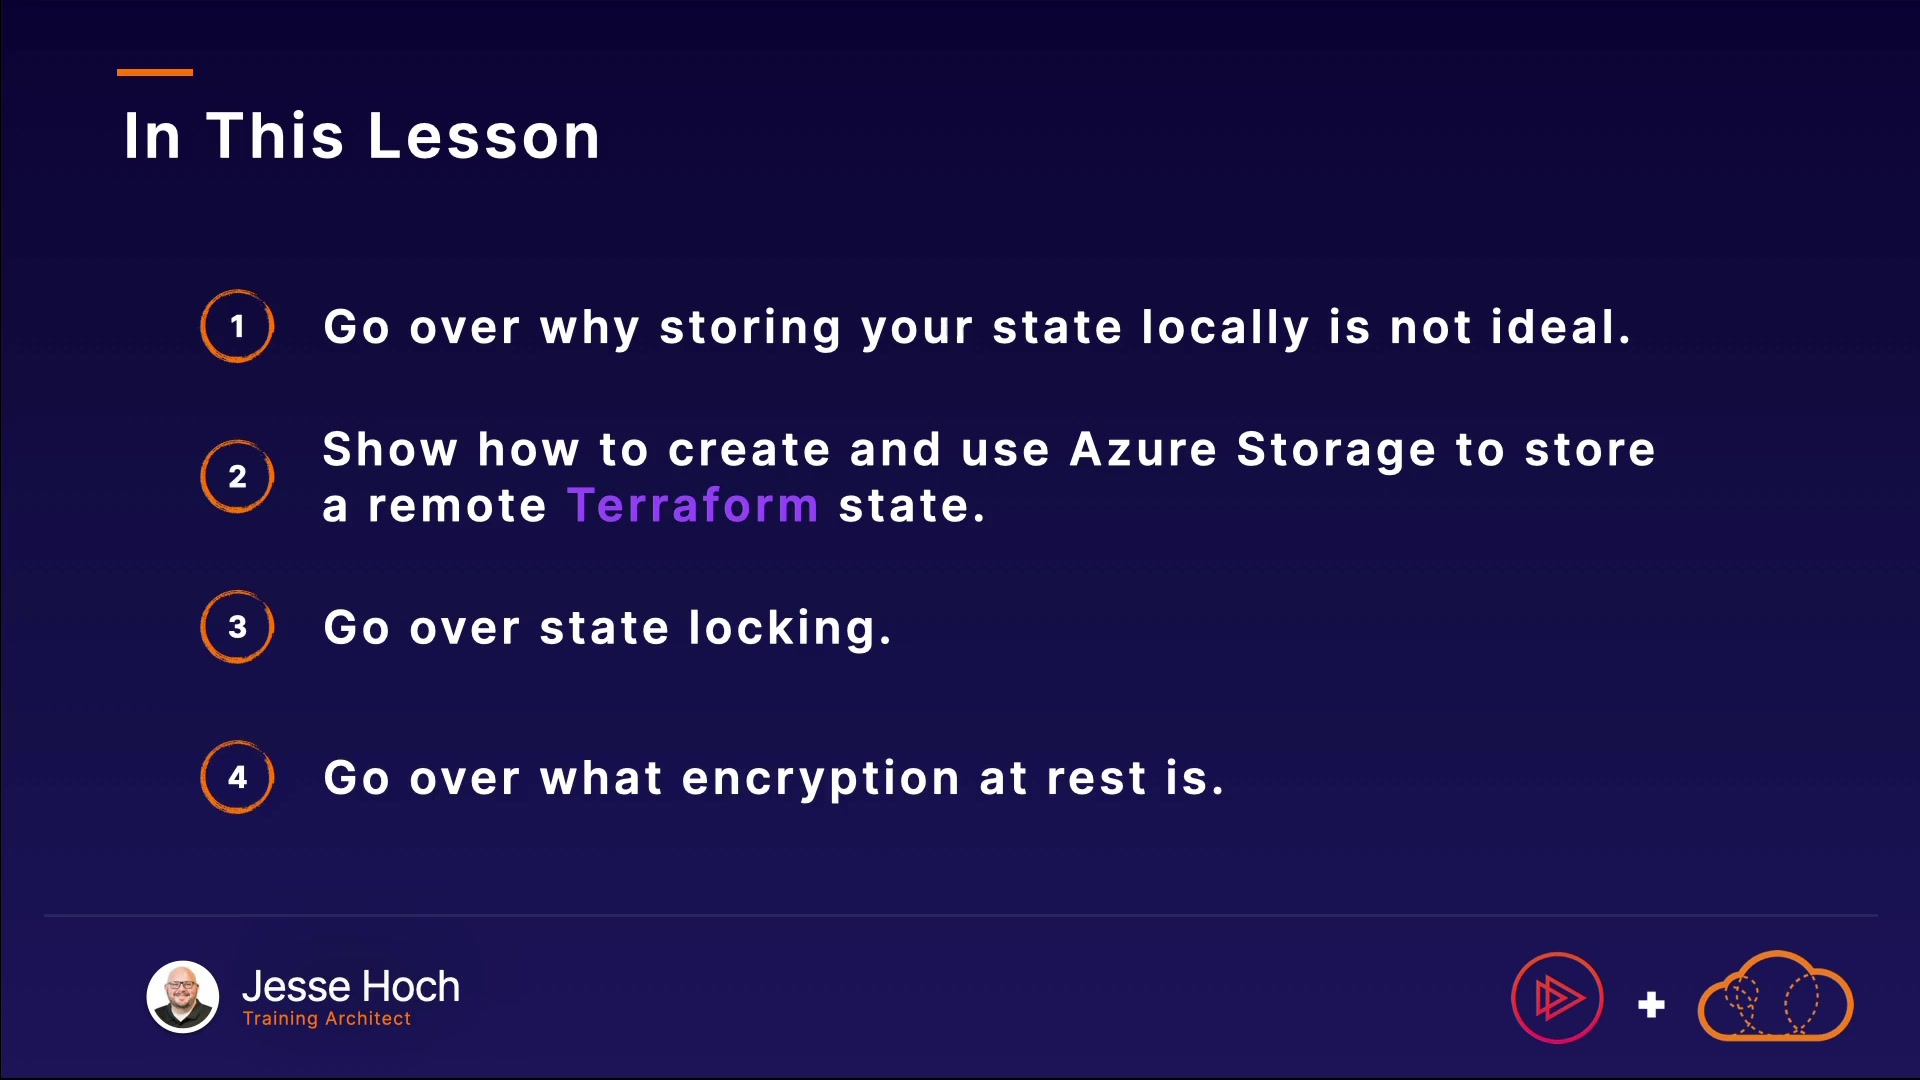 In This Lesson
1 Go over why storing your state locally is not ideal.
2 Show how to create and use Azure Storage to store
a remote Terraform state.
3 Go over state locking.
4 Go over what encryption at rest is.
Jesse Hoch
Training Architect
+